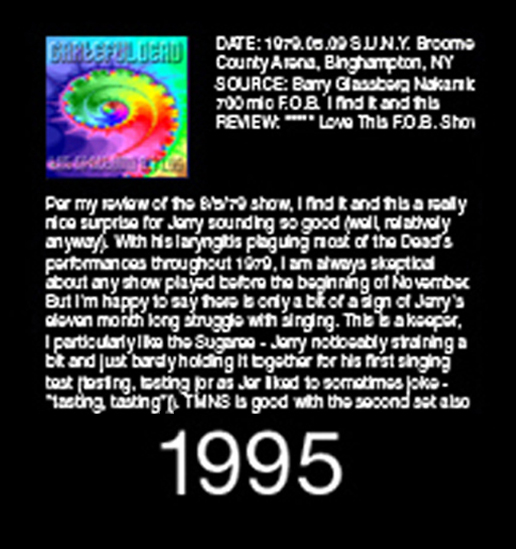 GRATEFUL DEAD
DATE: 1979.05.09 S.U.N.Y. Broome
County Arena, Binghampton, NY
SOURCE: Barry Glassberg Nakamic
700 mic F.O.B. I find it and this
REVIEW: ***** Love This F.O.B. Show
Per my review of the 8/5/79 show, I find it and this a really
nice surprise for Jerry sounding so good (well, relatively
anyway). With his laryngitis plaguing most of the Dead's
performances throughout 1979, I am always skeptical
about any show played before the beginning of November.
But I'm happy to say there is only a bit of a sign of Jerry's
eleven month long struggle with singing. This is a keeper,
I particularly like the Sugaree - Jerry noticeably straining a
bit and just barely holding it together for his first singing
test (testing, testing (or as Jer liked to sometimes joke -
"tasting, tasting"(). TMNS is good with the second set also
1995